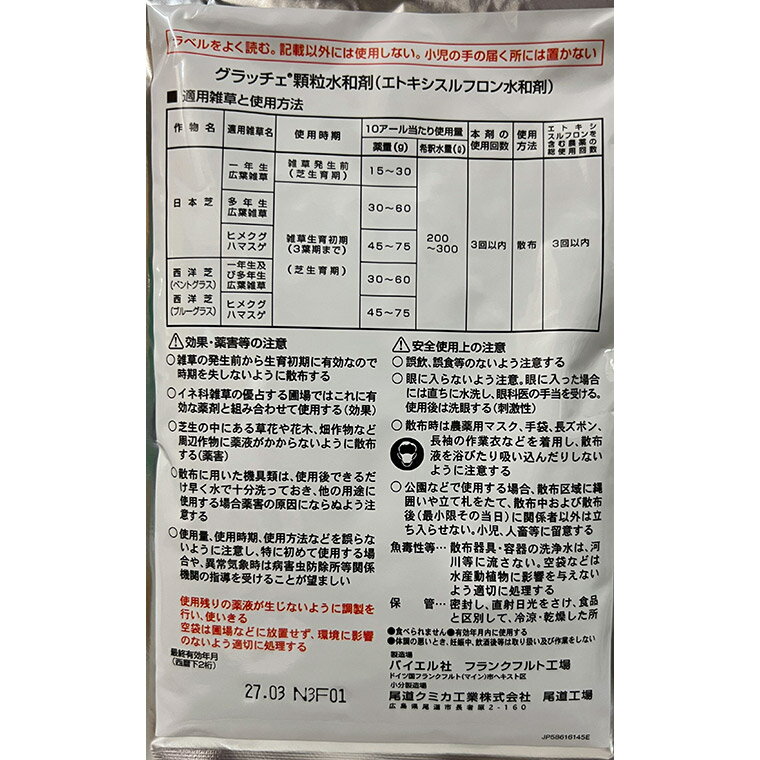 ラベルをよく読む。記載以外には使用しない。小児の手の届く所には置かない
グラッチェ®顆粒水和剤(エトキシスルフロン水和剤)
■ 適用雑草と使用方法
作物名 適用雑草名 使用時期 10アール当たり使用量 本剤の使用回数 使用方法 エトキシスルフロンを含む農薬の総使用回数
薬量(g) 希釈水量(ℓ)
日本芝 一年生広葉雑草 雑草発生前(芝生育期) 15～30 200～300 3回以内 散布 3回以内
多年生広葉雑草 雑草生育初期(3葉期まで)(芝生育期) 30～60
ヒメクグ ハマスゲ 45～75
西洋芝(ベントグラス) 西洋芝(ブルーグラス) 一年生及び多年生広葉雑草 30～60
ヒメクグ ハマスゲ 45～75
⚠効果・薬害等の注意
○雑草の発生前から生育初期に有効なので
時期を失しないように散布する
○イネ科雑草の優占する圃場ではこれに有
効な薬剤と組み合わせて使用する(効果)
○芝生の中にある草花や花木、畑作物など
周辺作物に薬液がかからないように散布
する(薬害)
○散布に用いた機具類は、使用後できるだ
け早く水で十分洗っておき、他の用途に
使用する場合薬害の原因にならぬよう注
意する
○使用量、使用時期、使用方法などを誤らな
いように注意し、特に初めて使用する場
合や、異常気象時は病害虫防除所等関係
機関の指導を受けることが望ましい
使用残りの薬液が生じないように調製を
行い、使いきる
空袋は圃場などに放置せず、環境に影響
のないよう適切に処理する
最終有効年月
(西暦下2桁)
27.03 N3F01
⚠安全使用上の注意
○誤飲、誤食等のないよう注意する
○眼に入らないよう注意。眼に入った場合
には直ちに水洗し、眼科医の手当を受ける。
使用後は洗眼する(刺激性)
○散布時は農薬用マスク、手袋、長ズボン、
長袖の作業衣などを着用し、散布
液を浴びたり吸い込んだりしない
ように注意する
○公園などで使用する場合、散布区域に縄
囲いや立て札をたて、散布中および散布
後(最小限その当日)に関係者以外は立
ち入らせない。小児、人畜等に留意する
魚毒性等… 散布器具・容器の洗浄水は、河
川等に流さない。空袋などは
水産動植物に影響を与えない
よう適切に処理する
保 管… 密封し、直射日光をさけ、食品
と区別して、冷涼・乾燥した所
●食べられません●有効年月内に使用する
●体調の悪いとき、妊娠中、飲酒後等は取り扱い及び作業をしない
製造場
バイエル社 フランクフルト工場
ドイツ国フランクフルト(マイン)市ヘキスト区
小分製造場
尾道クミカ工業株式会社 尾道工場
広島県尾道市長者原2-160
JP58616145E